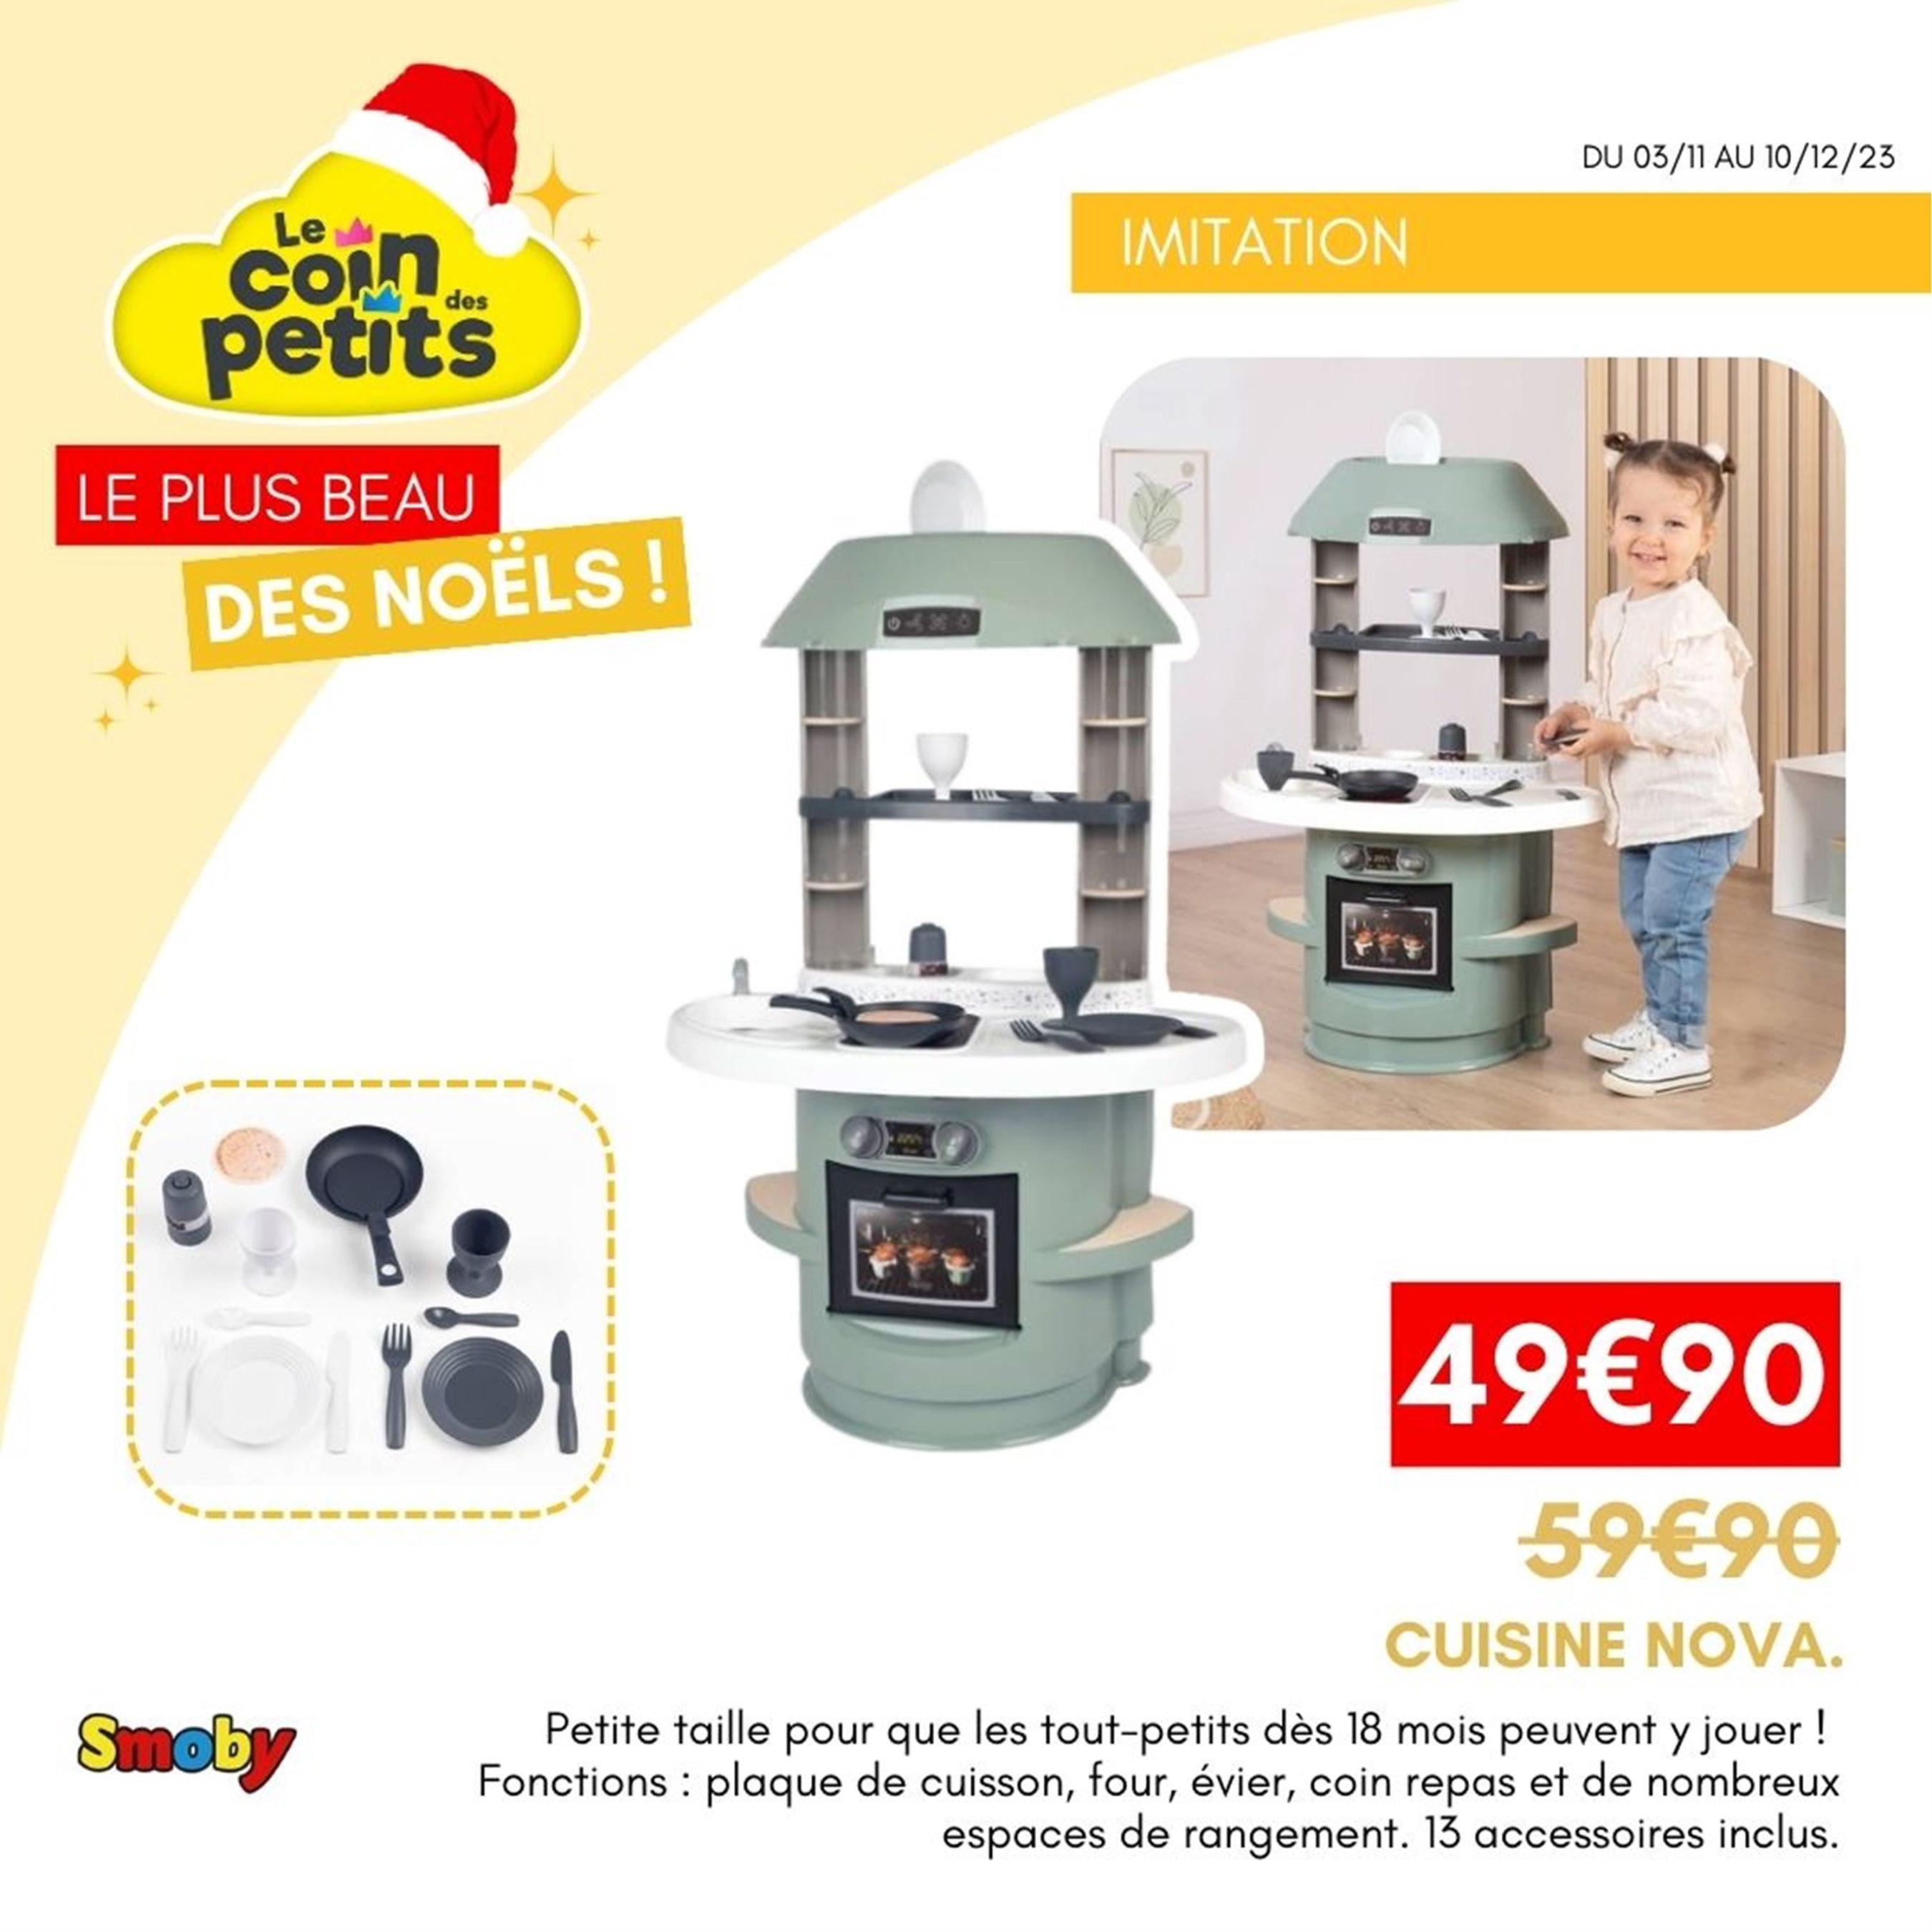 Le
coin
des
petits
LE PLUS BEAU
DES NOËLS !
DU 03/11 AU 10/12/23
IMITATION
49€90
59€90
CUISINE NOVA.
Smoby
Petite taille pour que les tout-petits dès 18 mois peuvent y jouer !
Fonctions : plaque de cuisson, four, évier, coin repas et de nombreux
espaces de rangement. 13 accessoires inclus.